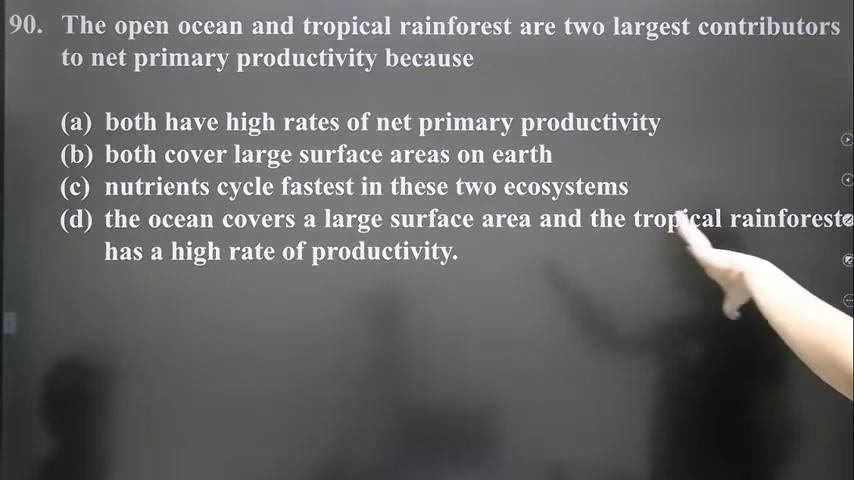 90. The open ocean and tropical rainforest are two largest contributors
to net primary productivity because
(a) both have high rates of net primary productivity
(b) both cover large surface areas on earth
(c) nutrients cycle fastest in these two ecosystems
(d) the ocean covers a large surface area and the tropical rainforest
has a high rate of productivity.